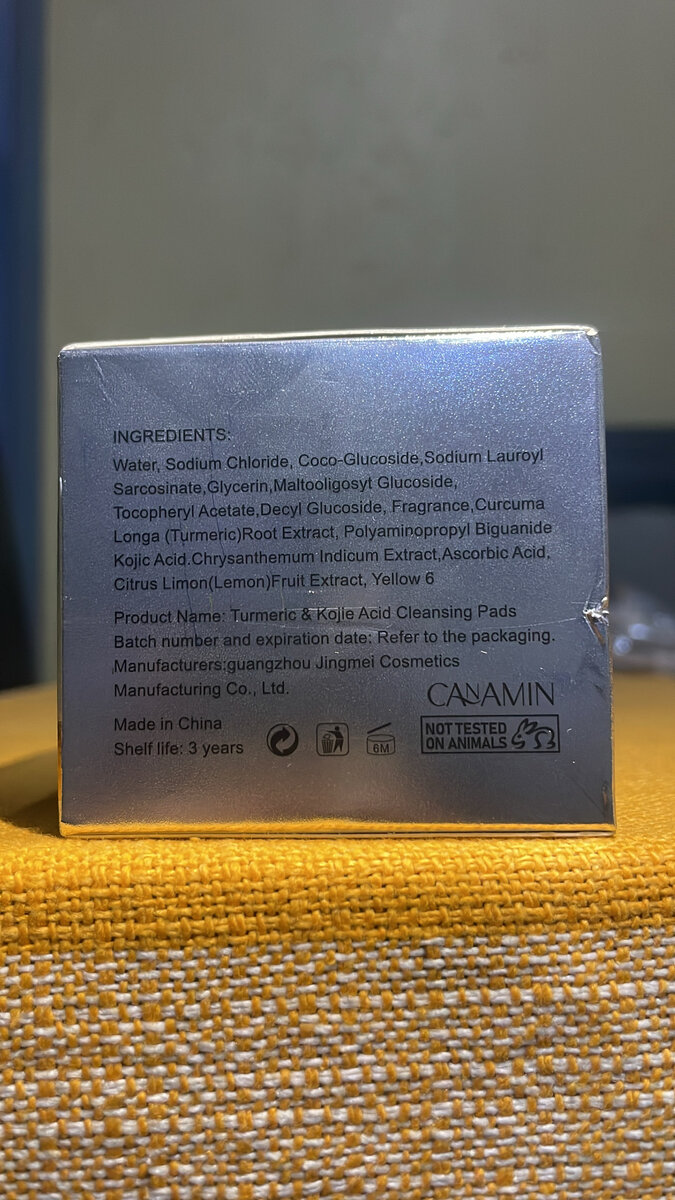 INGREDIENTS:
Water, Sodium Chloride, Coco-Glucoside,Sodium Lauroyl
Sarcosinate,Glycerin,Maltooligosyt Glucoside,
Tocopheryl Acetate,Decyl Glucoside, Fragrance,Curcuma
Longa (Turmeric)Root Extract, Polyaminopropyl Biguanide
Kojic Acid.Chrysanthemum Indicum Extract,Ascorbic Acid,
Citrus Limon(Lemon)Fruit Extract, Yellow 6
Product Name: Turmeric & Kojie Acid Cleansing Pads
Batch number and expiration date: Refer to the packaging.
Manufacturers:guangzhou Jingmei Cosmetics
Manufacturing Co., Ltd.
CANAMIN
Made in China
Shelf life: 3 years
6M
NOT TESTED
ON ANIMALS